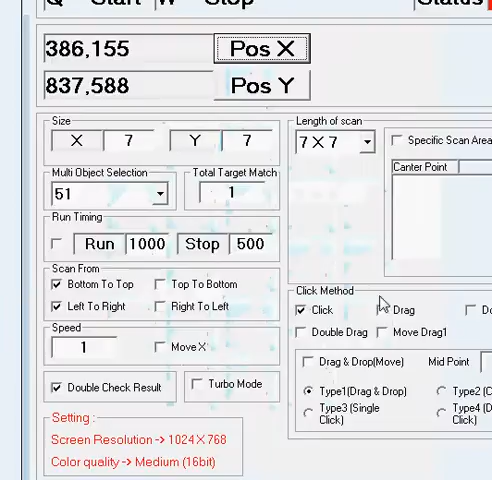 Q Start W Stop Status
386,155 Pos X
837,588 Pos Y
Size
X 7 Y 7
Length of scan
7 X 7
Specific Scan Area
Canter Point
Multi Object Selection
51
Total Target Match
1
Run Timing
Run 1000 Stop 500
Scan From
Bottom To Top Top To Bottom
Left To Right Right To Left
Speed
1 Move X
Double Check Result
Turbo Mode
Click Method
Click Drag Do
Double Drag Move Drag1
Drag & Drop(Move) Mid Point
Type1(Drag & Drop) Type2 (C
Type3 (Single Click) Type4 (D Click)
Setting :
Screen Resolution -> 1024 X 768
Color quality -> Medium (16bit)